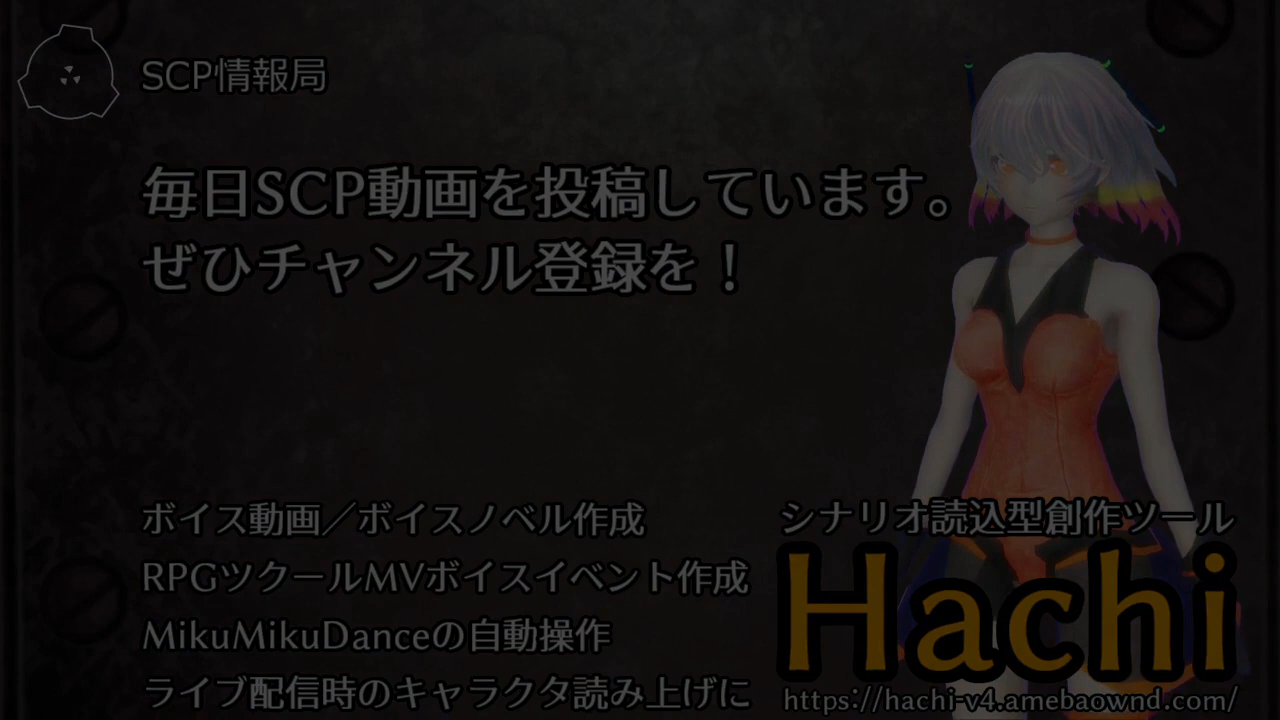 SCP情報局
毎日SCP動画を投稿しています。
ぜひチャンネル登録を！
ボイス動画／ボイスノベル作成
RPGツクールMVボイスイベント作成
MikuMikuDanceの自動操作
ライブ配信時のキャラクタ読み上げに
シナリオ読込型創作ツール
Hachi
https://hachi-v4.amebaownd.com/